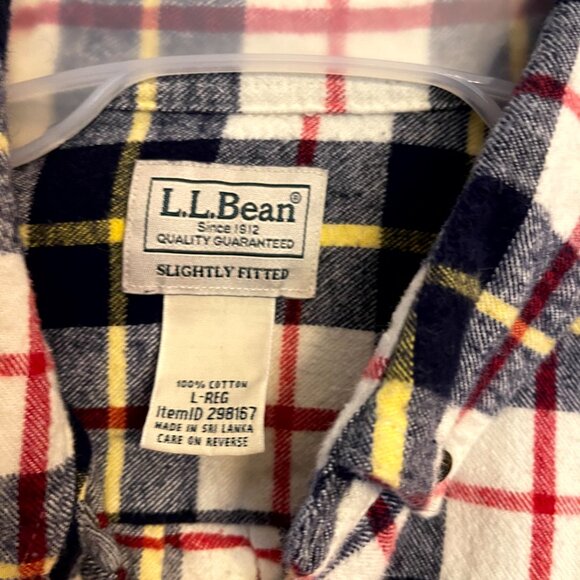 L.L.Bean®
Since 1912
QUALITY GUARANTEED
SLIGHTLY FITTED
100% COTTON
L-REG
ItemID 298167
MADE IN SRI LANKA
CARE ON REVERSE